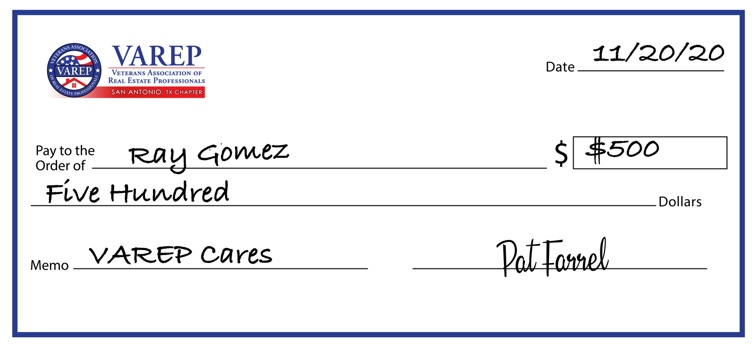 VETERANS ASSOCIATION
VAREP
OF REAL ESTATE PROFESSIONALS
VAREP
VETERANS ASSOCIATION OF
REAL ESTATE PROFESSIONALS
SAN ANTONIO, TX CHAPTER
Date 11/20/20
Pay to the
Order of Ray Gomez $ $500
Five Hundred Dollars
Memo VAREP Cares Pat Farrel